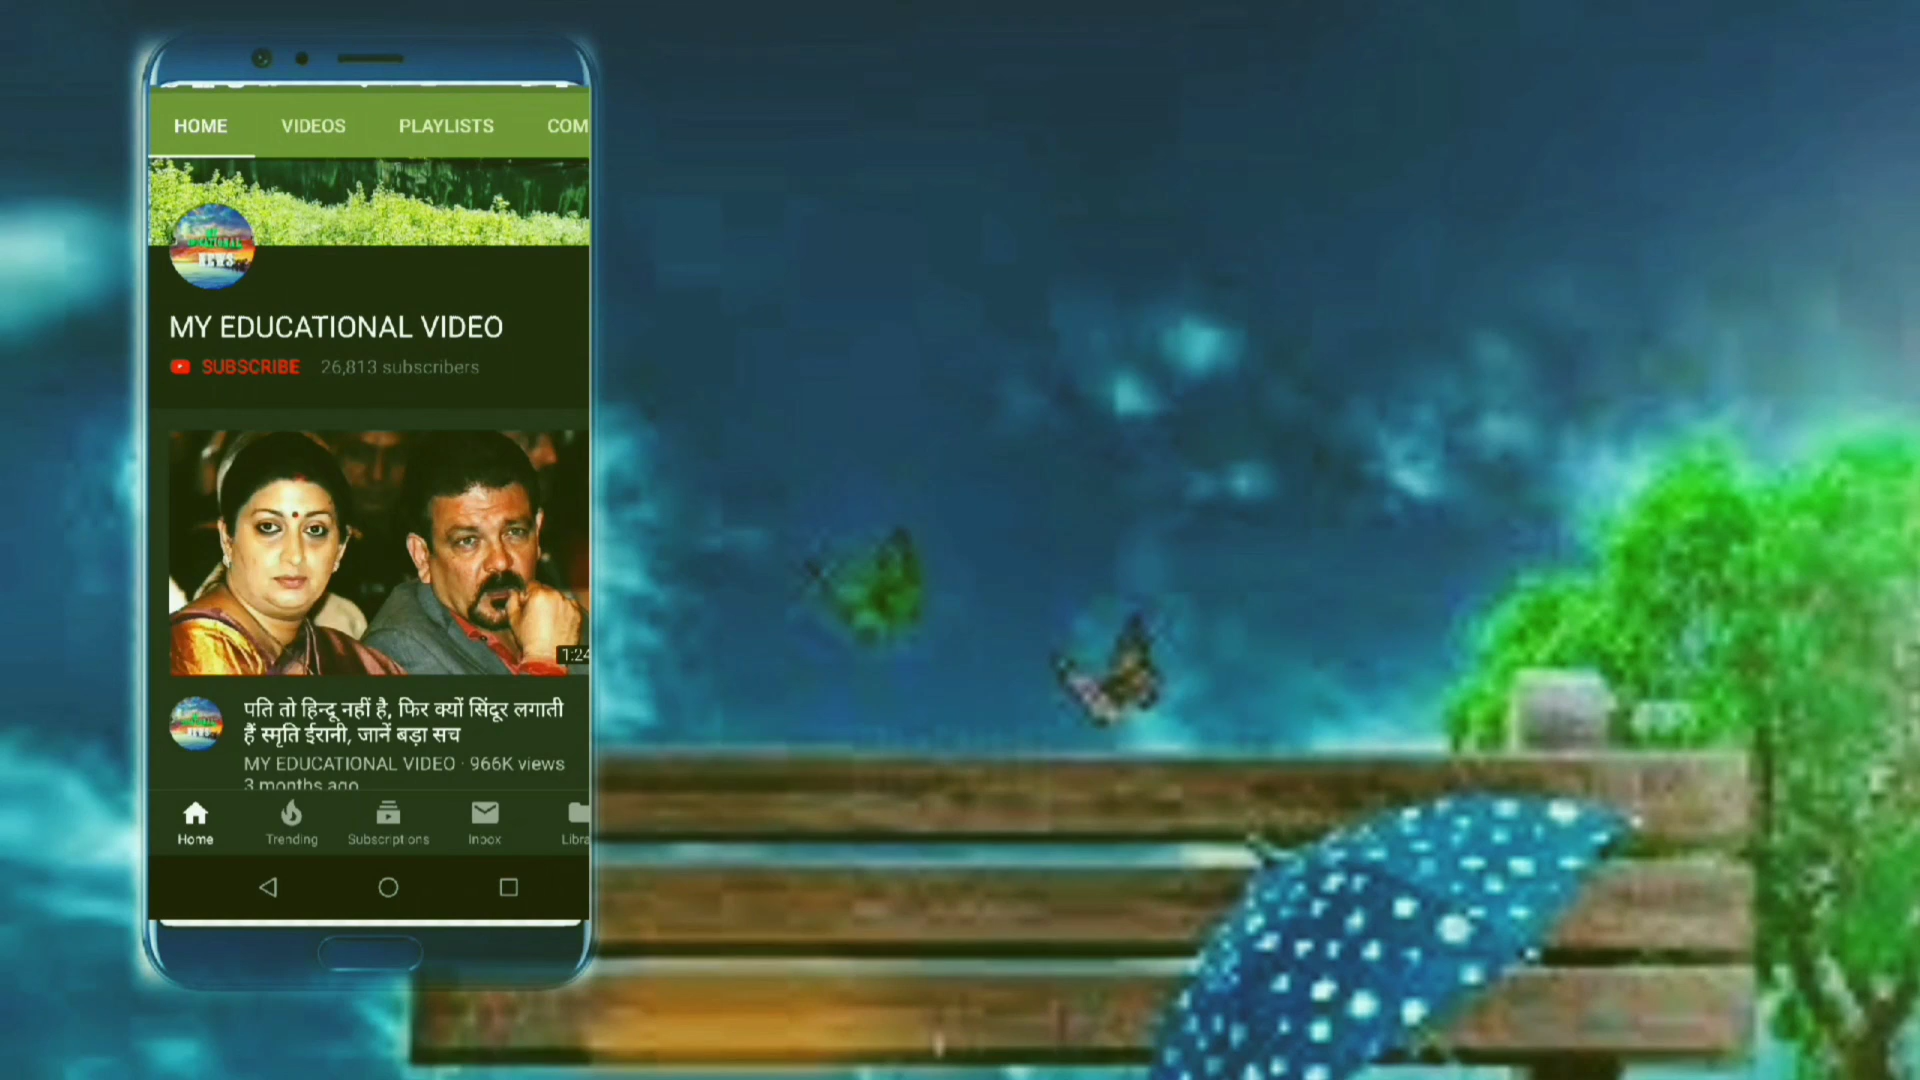 HOME VIDEOS PLAYLISTS COM
MY EDUCATIONAL VIDEO
SUBSCRIBE 26,813 subscribers
1:24
पति तो हिन्दू नहीं है, फिर क्यों सिंदूर लगाती
हैं स्मृति ईरानी, जानें बड़ा सच
MY EDUCATIONAL VIDEO · 966K views
3 months ago
Home Trending Subscriptions Inbox Libra